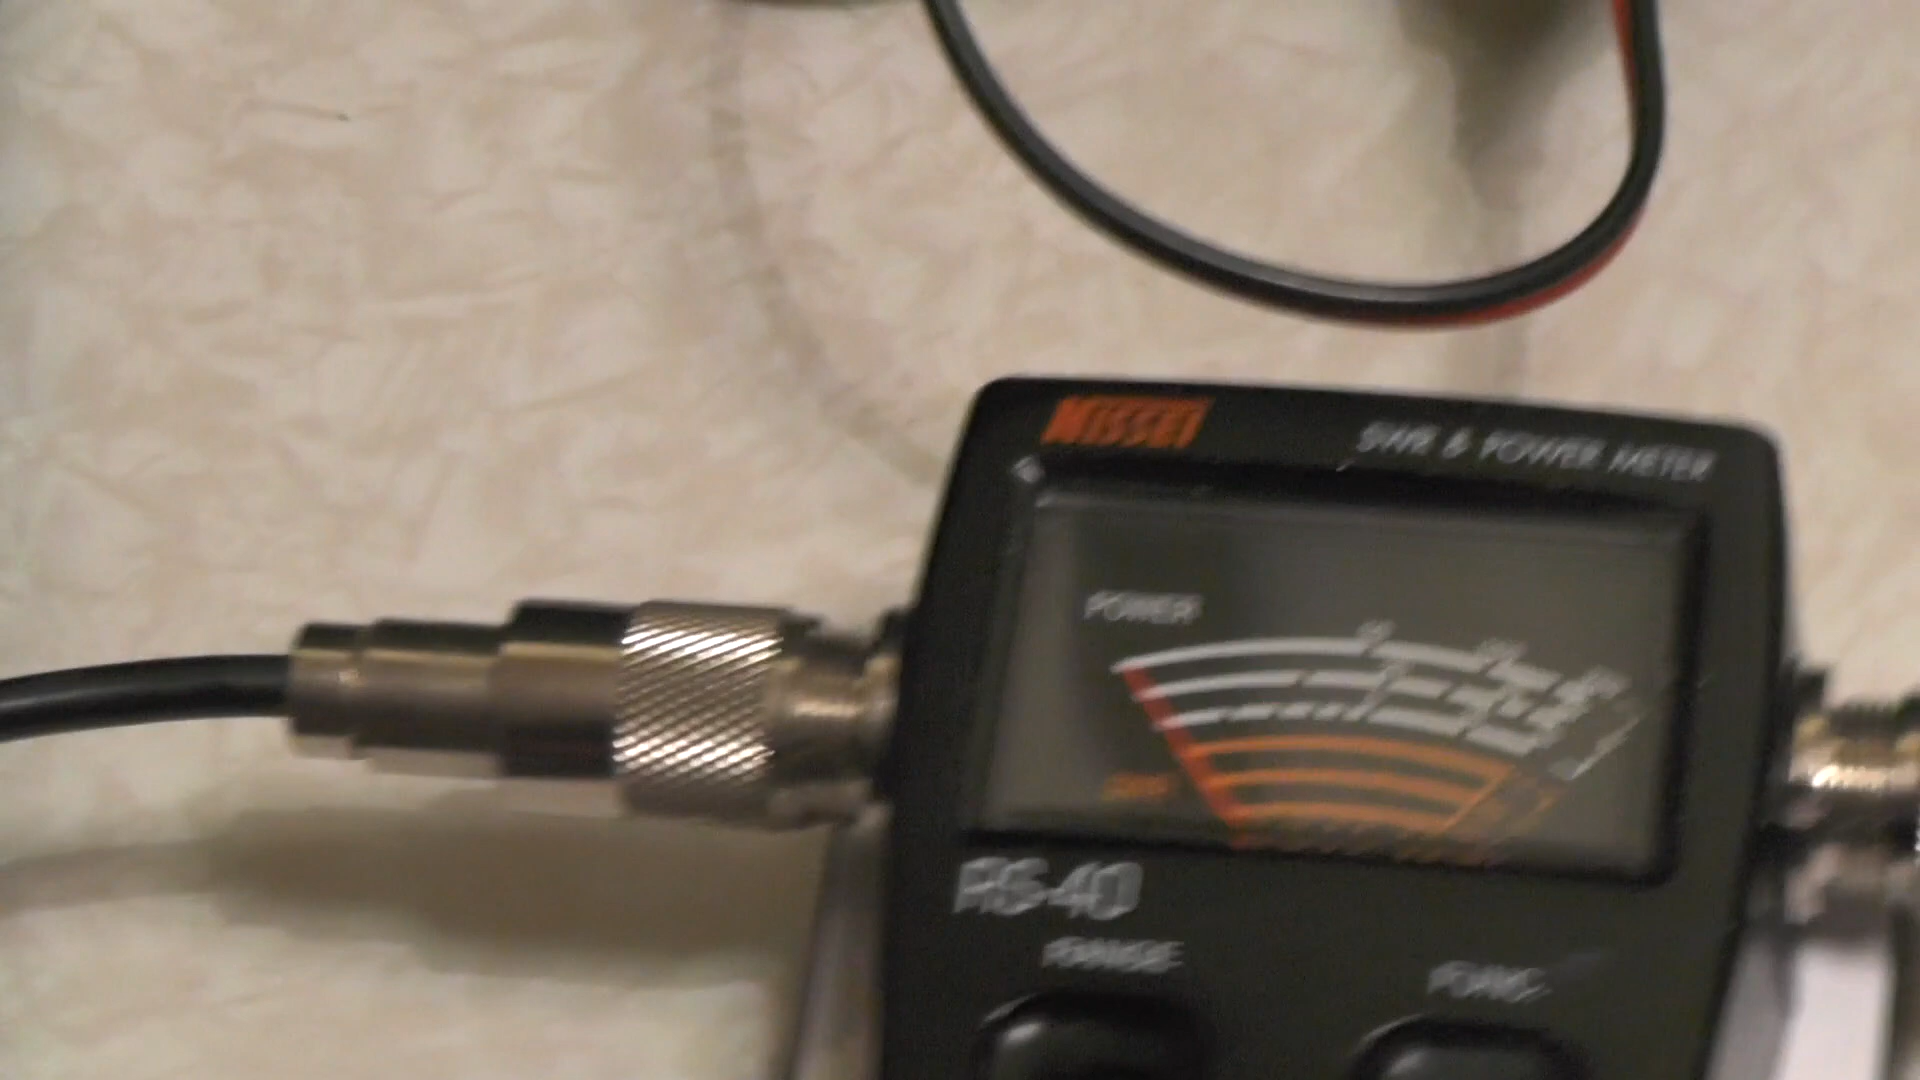 NISSEI
SWR & POWER METER
POWER
SWR
RS-40
RANGE
FUNC.